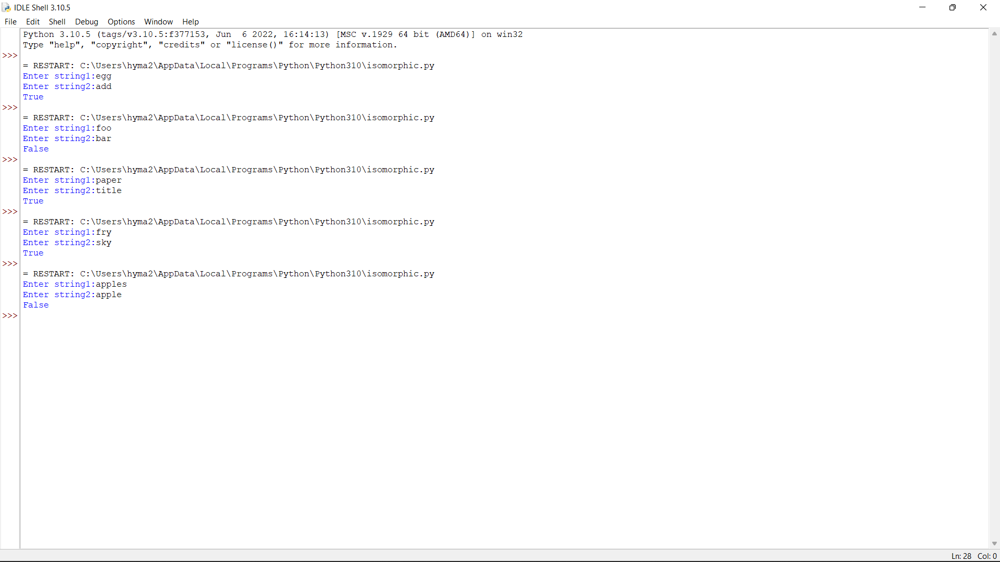 IDLE Shell 3.10.5
File Edit Shell Debug Options Window Help
Python 3.10.5 (tags/v3.10.5:f377153, Jun  6 2022, 16:14:13) [MSC v.1929 64 bit (AMD64)] on win32
Type "help", "copyright", "credits" or "license()" for more information.
>>>
= RESTART: C:\Users\hyma2\AppData\Local\Programs\Python\Python310\isomorphic.py
Enter string1:egg
Enter string2:add
True
>>>
= RESTART: C:\Users\hyma2\AppData\Local\Programs\Python\Python310\isomorphic.py
Enter string1:foo
Enter string2:bar
False
>>>
= RESTART: C:\Users\hyma2\AppData\Local\Programs\Python\Python310\isomorphic.py
Enter string1:paper
Enter string2:title
True
>>>
= RESTART: C:\Users\hyma2\AppData\Local\Programs\Python\Python310\isomorphic.py
Enter string1:fry
Enter string2:sky
True
>>>
= RESTART: C:\Users\hyma2\AppData\Local\Programs\Python\Python310\isomorphic.py
Enter string1:apples
Enter string2:apple
False
>>>
Ln: 28 Col: 0